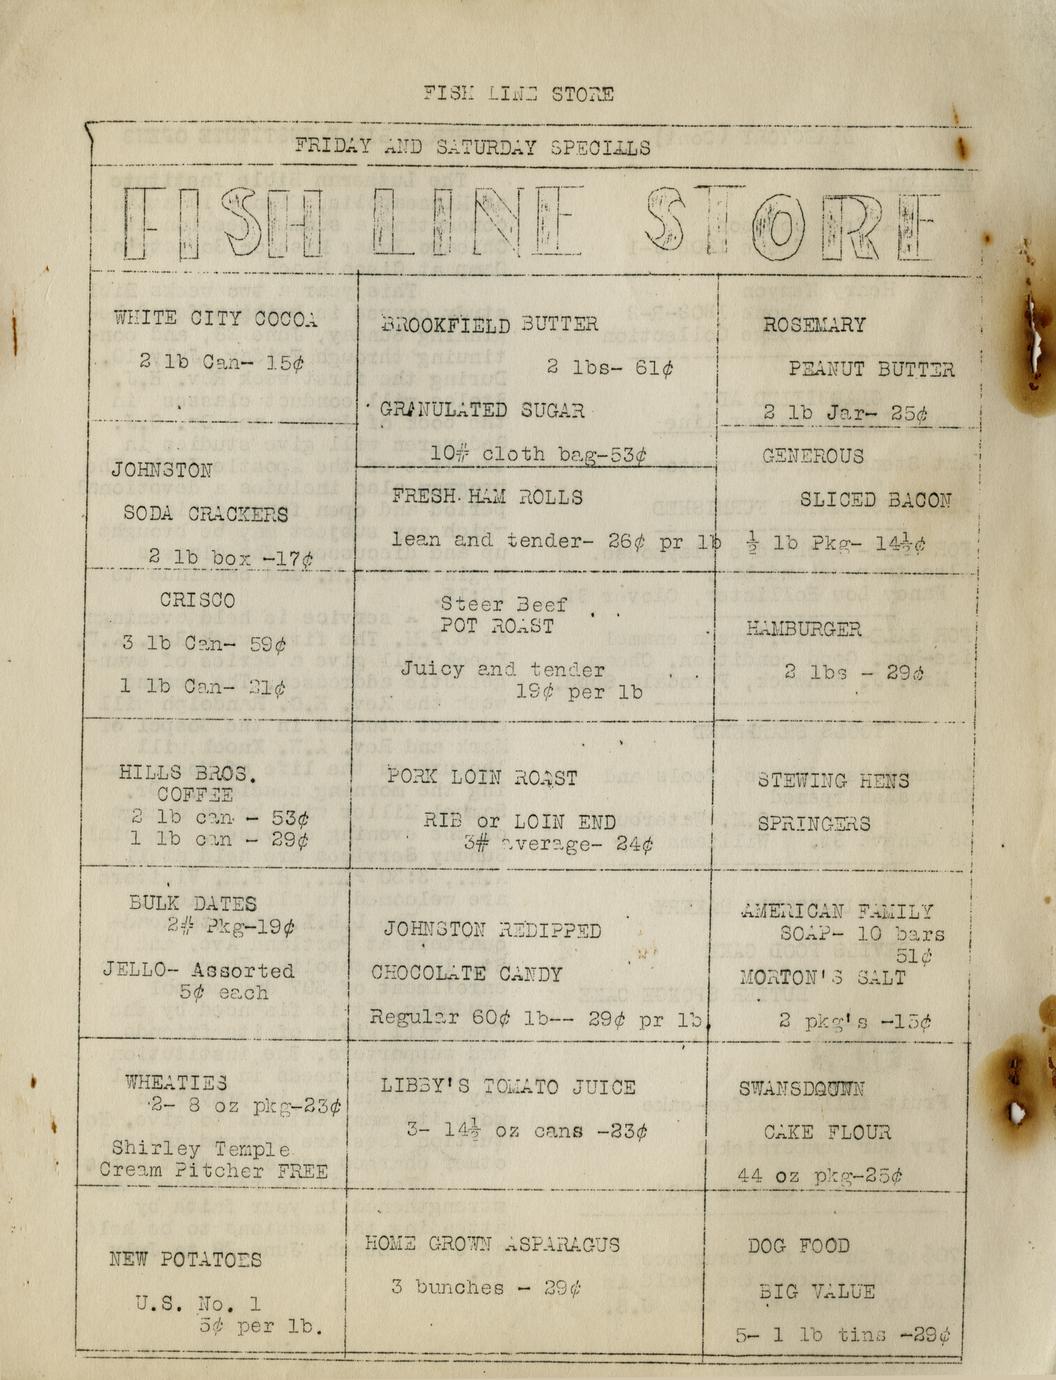 FISH LINE STORE
FRIDAY AND SATURDAY SPECIALS
FISH LINE STORE
WHITE CITY COCOA
2 lb Can- 15¢
JOHNSTON
SODA CRACKERS
2 lb box -17¢
CRISCO
3 lb Can- 59¢
1 lb Can- 21¢
HILLS BROS.
COFFEE
2 lb can - 53¢
1 lb can - 29¢
BULK DATES
2# Pkg-19¢
JELLO- Assorted
5¢ each
WHEATIES
2- 8 oz pkg-23¢
Shirley Temple
Cream Pitcher FREE
NEW POTATOES
U.S. No. 1
5¢ per lb.
BROOKFIELD BUTTER
2 lbs- 61¢
GRANULATED SUGAR
10# cloth bag-53¢
FRESH HAM ROLLS
lean and tender- 26¢ pr lb
Steer Beef
POT ROAST
Juicy and tender
19¢ per lb
PORK LOIN ROAST
RIB or LOIN END
3# average- 24¢
JOHNSTON REDIPPED
CHOCOLATE CANDY
Regular 60¢ lb-- 29¢ pr lb
LIBBY'S TOMATO JUICE
3- 14½ oz cans -23¢
HOME GROWN ASPARAGUS
3 bunches - 29¢
ROSEMARY
PEANUT BUTTER
2 lb Jar- 25¢
GENEROUS
SLICED BACON
½ lb Pkg- 14½¢
HAMBURGER
2 lbs - 29¢
STEWING HENS
SPRINGERS
AMERICAN FAMILY
SOAP- 10 bars
51¢
MORTON'S SALT
2 pkg's -15¢
CAKE FLOUR
44 oz pkg-25¢
DOG FOOD
BIG VALUE
5- 1 lb tins -29¢